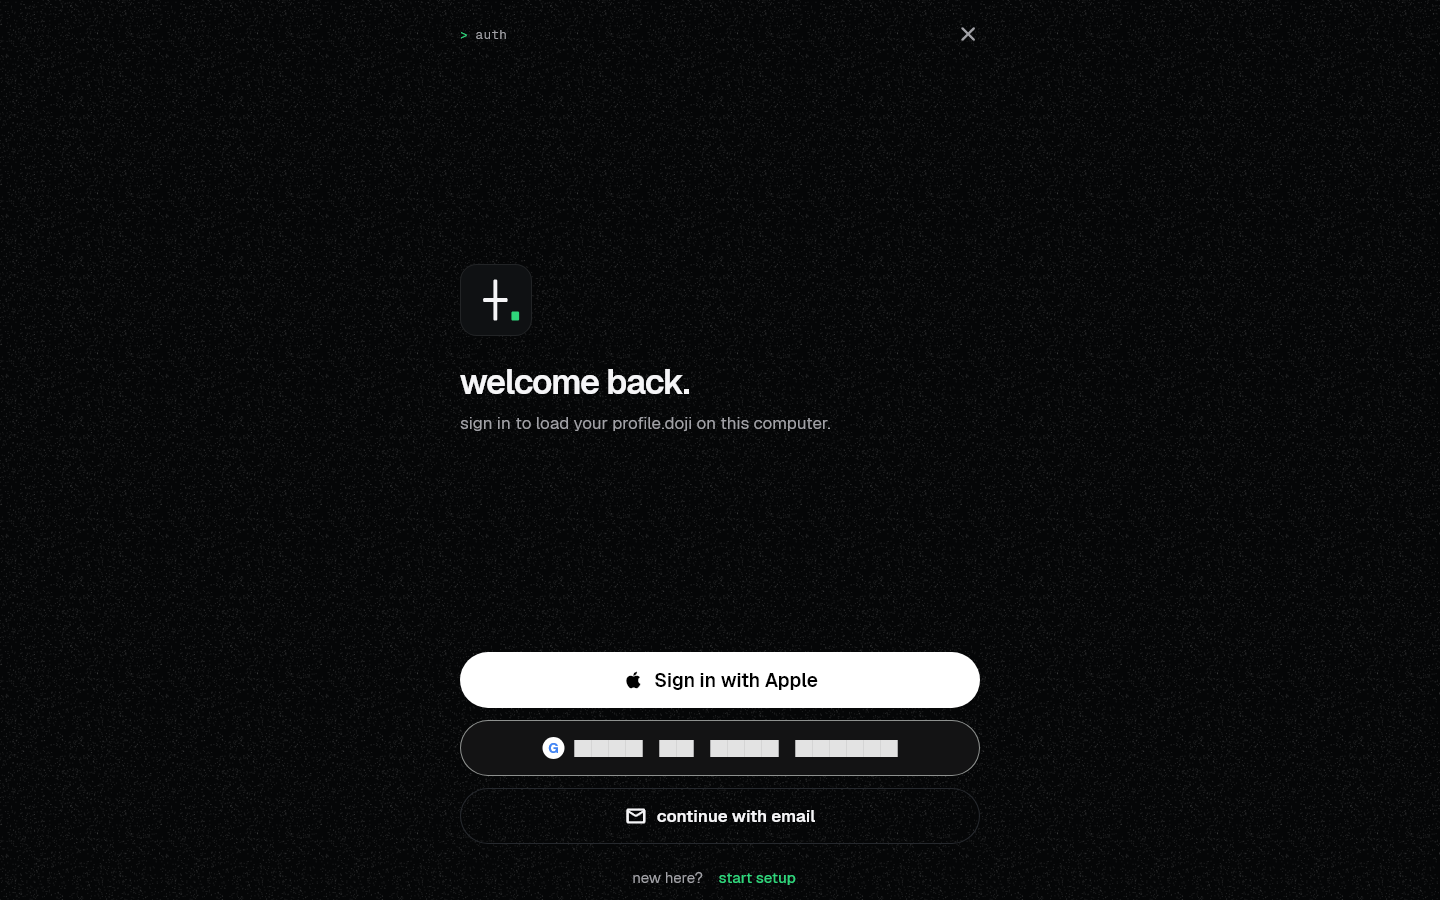 > auth
welcome back.
sign in to load your profile.doji on this computer.
Sign in with Apple
G
continue with email
new here? start setup